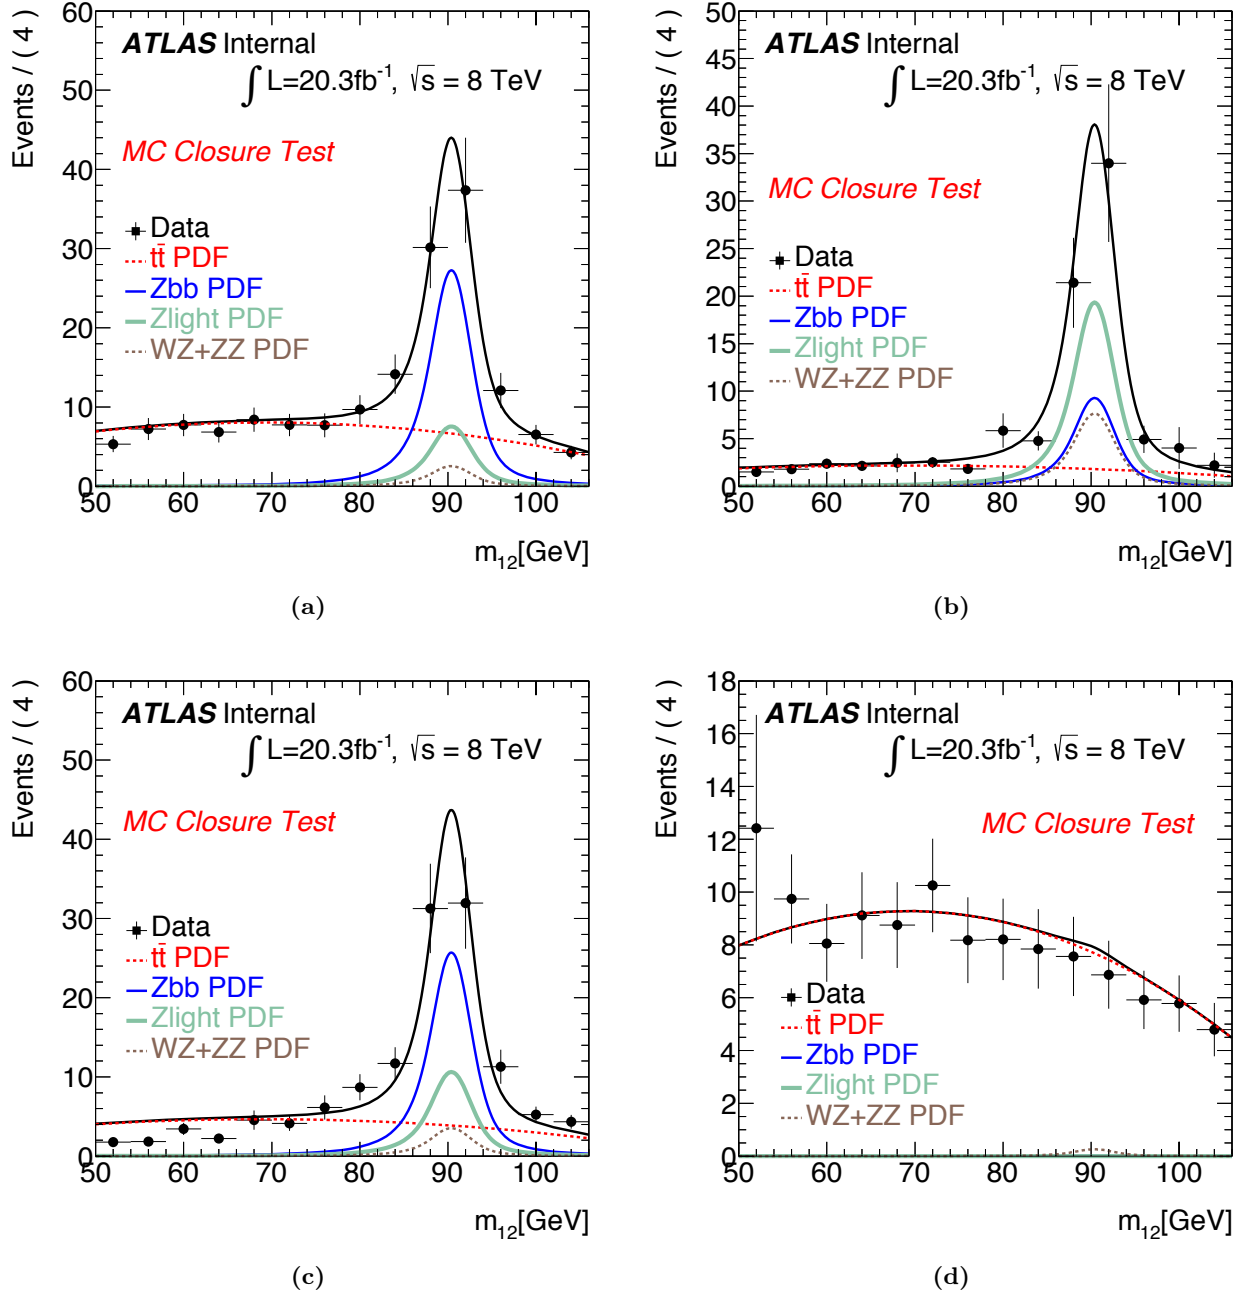 Events / ( 4 )
60
50
40
30
20
10
0
ATLAS Internal
∫ L=20.3fb⁻¹, √s = 8 TeV
MC Closure Test
Data
tt̄ PDF
Zbb PDF
Zlight PDF
WZ+ZZ PDF
50 60 70 80 90 100
m₁₂[GeV]
(a)
Events / ( 4 )
50
45
40
35
30
25
20
15
10
5
0
ATLAS Internal
∫ L=20.3fb⁻¹, √s = 8 TeV
MC Closure Test
Data
tt̄ PDF
Zbb PDF
Zlight PDF
WZ+ZZ PDF
50 60 70 80 90 100
m₁₂[GeV]
(b)
Events / ( 4 )
60
50
40
30
20
10
0
ATLAS Internal
∫ L=20.3fb⁻¹, √s = 8 TeV
MC Closure Test
Data
tt̄ PDF
Zbb PDF
Zlight PDF
WZ+ZZ PDF
50 60 70 80 90 100
m₁₂[GeV]
(c)
Events / ( 4 )
18
16
14
12
10
8
6
4
2
0
ATLAS Internal
∫ L=20.3fb⁻¹, √s = 8 TeV
MC Closure Test
Data
tt̄ PDF
Zbb PDF
Zlight PDF
WZ+ZZ PDF
50 60 70 80 90 100
m₁₂[GeV]
(d)